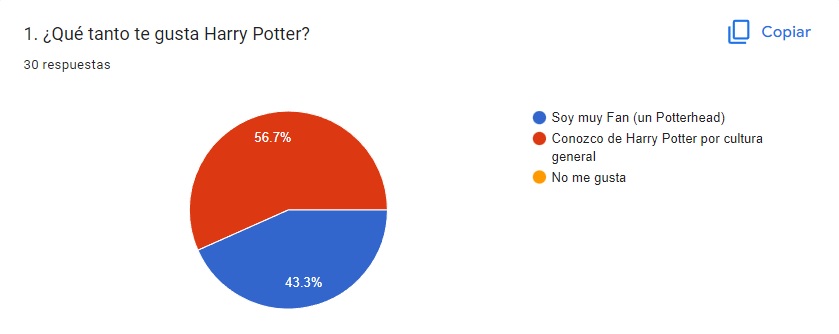 1. ¿Qué tanto te gusta Harry Potter?
Copiar
30 respuestas
56.7%
43.3%
Soy muy Fan (un Potterhead)
Conozco de Harry Potter por cultura
general
No me gusta